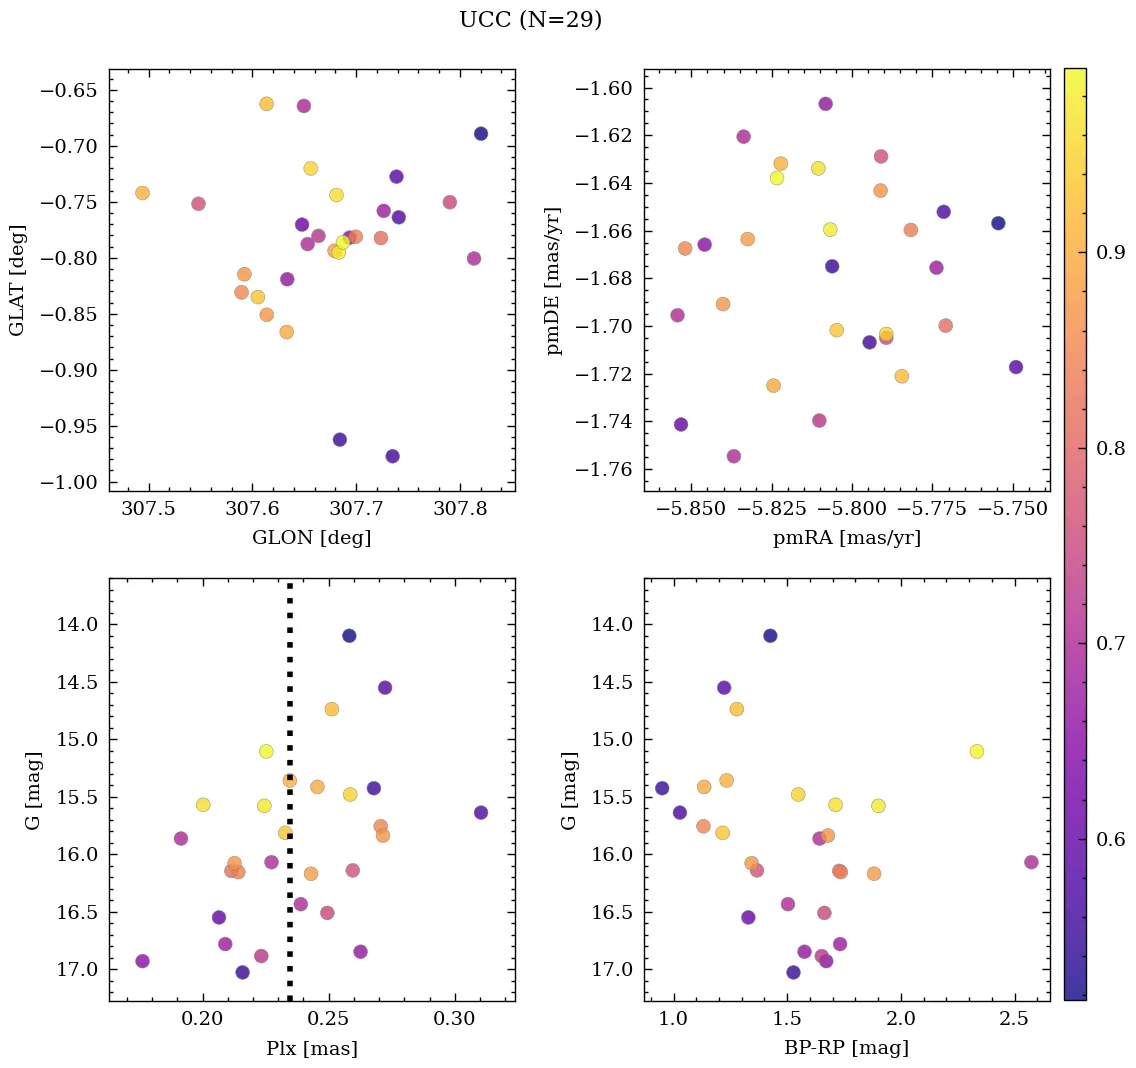 UCC (N=29)
−0.65
−0.70
−0.75
−0.80
−0.85
−0.90
−0.95
−1.00
GLAT [deg]
307.5 307.6 307.7 307.8
GLON [deg]
−1.60
−1.62
−1.64
−1.66
−1.68
−1.70
−1.72
−1.74
−1.76
pmDE [mas/yr]
−5.850 −5.825 −5.800 −5.775 −5.750
pmRA [mas/yr]
14.0
14.5
15.0
15.5
16.0
16.5
17.0
G [mag]
0.20 0.25 0.30
Plx [mas]
14.0
14.5
15.0
15.5
16.0
16.5
17.0
G [mag]
1.0 1.5 2.0 2.5
BP-RP [mag]
0.9
0.8
0.7
0.6